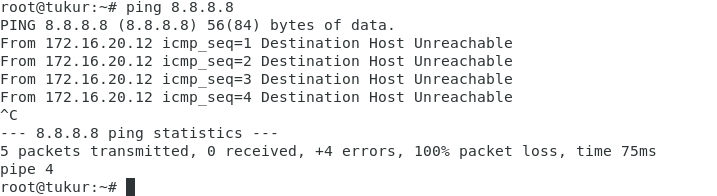 root@tukur:~# ping 8.8.8.8
PING 8.8.8.8 (8.8.8.8) 56(84) bytes of data.
From 172.16.20.12 icmp_seq=1 Destination Host Unreachable
From 172.16.20.12 icmp_seq=2 Destination Host Unreachable
From 172.16.20.12 icmp_seq=3 Destination Host Unreachable
From 172.16.20.12 icmp_seq=4 Destination Host Unreachable
^C
--- 8.8.8.8 ping statistics ---
5 packets transmitted, 0 received, +4 errors, 100% packet loss, time 75ms
pipe 4
root@tukur:~#